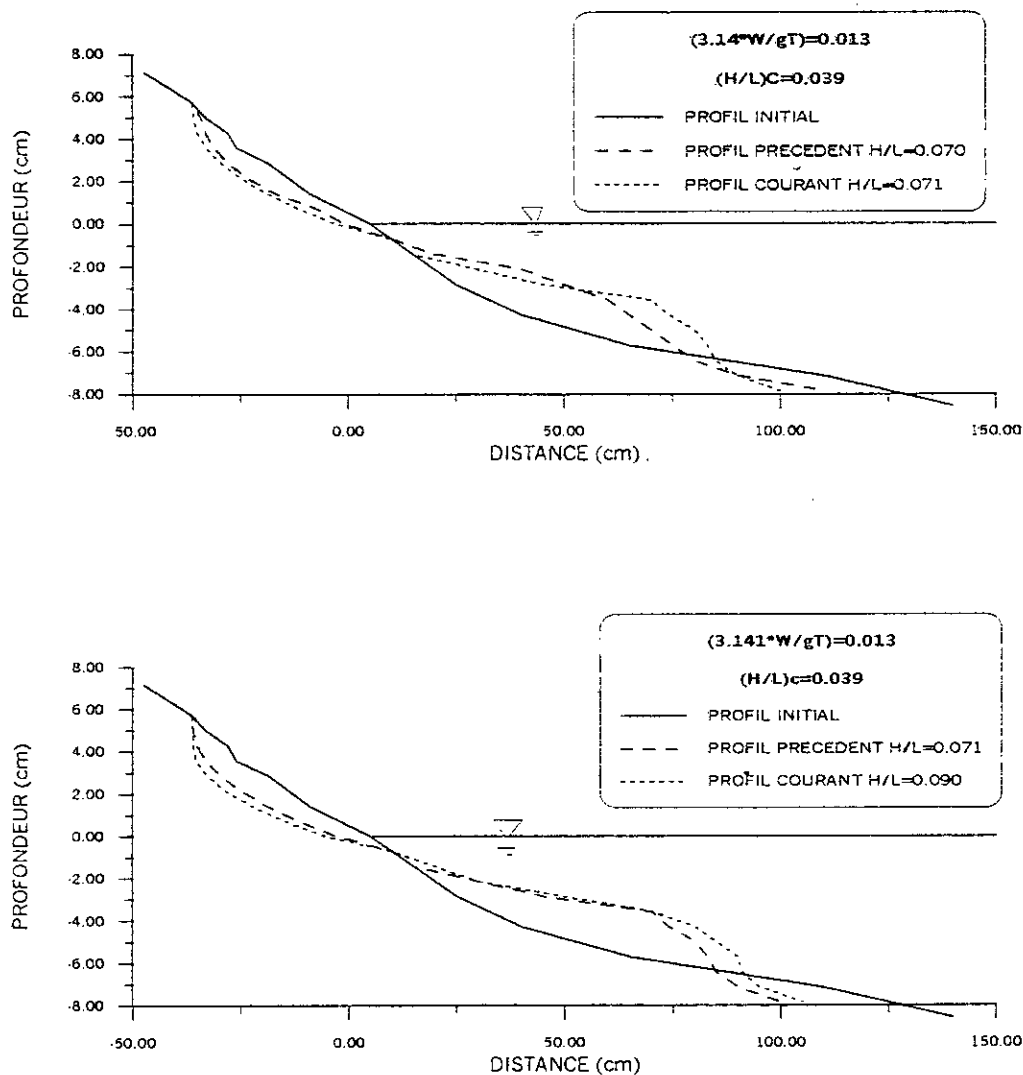 (3.14*W/gT)=0.013
(H/L)C=0.039
PROFIL INITIAL
PROFIL PRECEDENT H/L=0.070
PROFIL COURANT H/L=0.071
PROFONDEUR (cm)
8.00
6.00
4.00
2.00
0.00
-2.00
-4.00
-6.00
-8.00
50.00
0.00
50.00
100.00
150.00
DISTANCE (cm)
(3.141*W/gT)=0.013
(H/L)c=0.039
PROFIL INITIAL
PROFIL PRECEDENT H/L=0.071
PROFIL COURANT H/L=0.090
PROFONDEUR (cm)
8.00
6.00
4.00
2.00
0.00
-2.00
-4.00
-6.00
-8.00
-50.00
0.00
50.00
100.00
150.00
DISTANCE (cm)